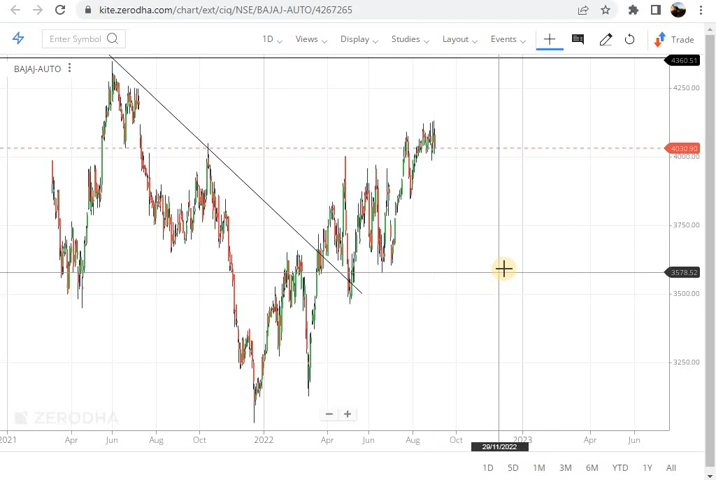 kite.zerodha.com/chart/ext/ciq/NSE/BAJAJ-AUTO/4267265
Enter Symbol
1D Views Display Studies Layout Events Trade
BAJAJ-AUTO
4360.51
4250.00
4030.90
4000.00
3750.00
3578.52
3500.00
3250.00
ZERODHA
2021 Apr Jun Aug Oct 2022 Apr Jun Aug Oct 2023 Apr Jun
29/11/2022
1D 5D 1M 3M 6M YTD 1Y All